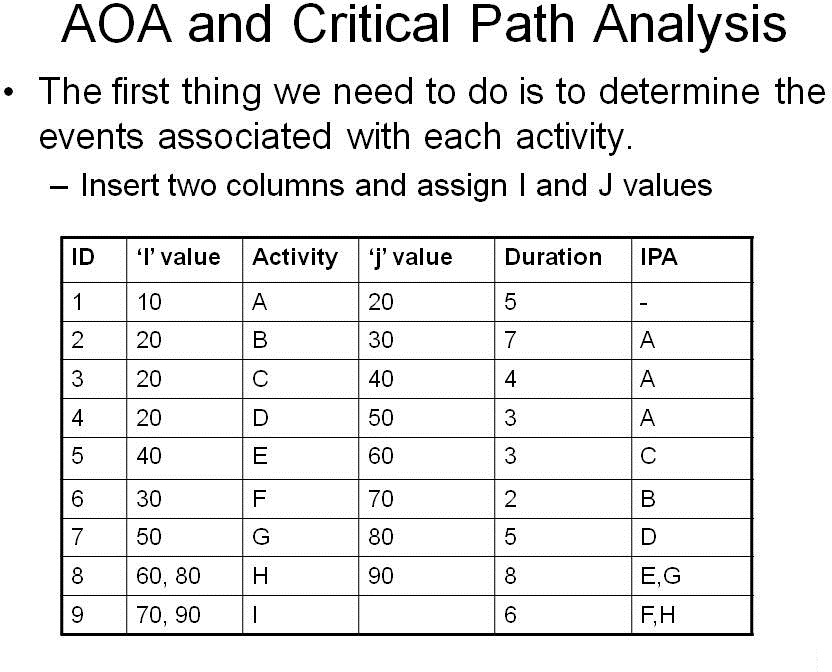 AOA and Critical Path Analysis
• The first thing we need to do is to determine the
events associated with each activity.
– Insert two columns and assign I and J values
ID ‘I’ value Activity ‘j’ value Duration IPA
1 10 A 20 5 -
2 20 B 30 7 A
3 20 C 40 4 A
4 20 D 50 3 A
5 40 E 60 3 C
6 30 F 70 2 B
7 50 G 80 5 D
8 60, 80 H 90 8 E,G
9 70, 90 I 6 F,H